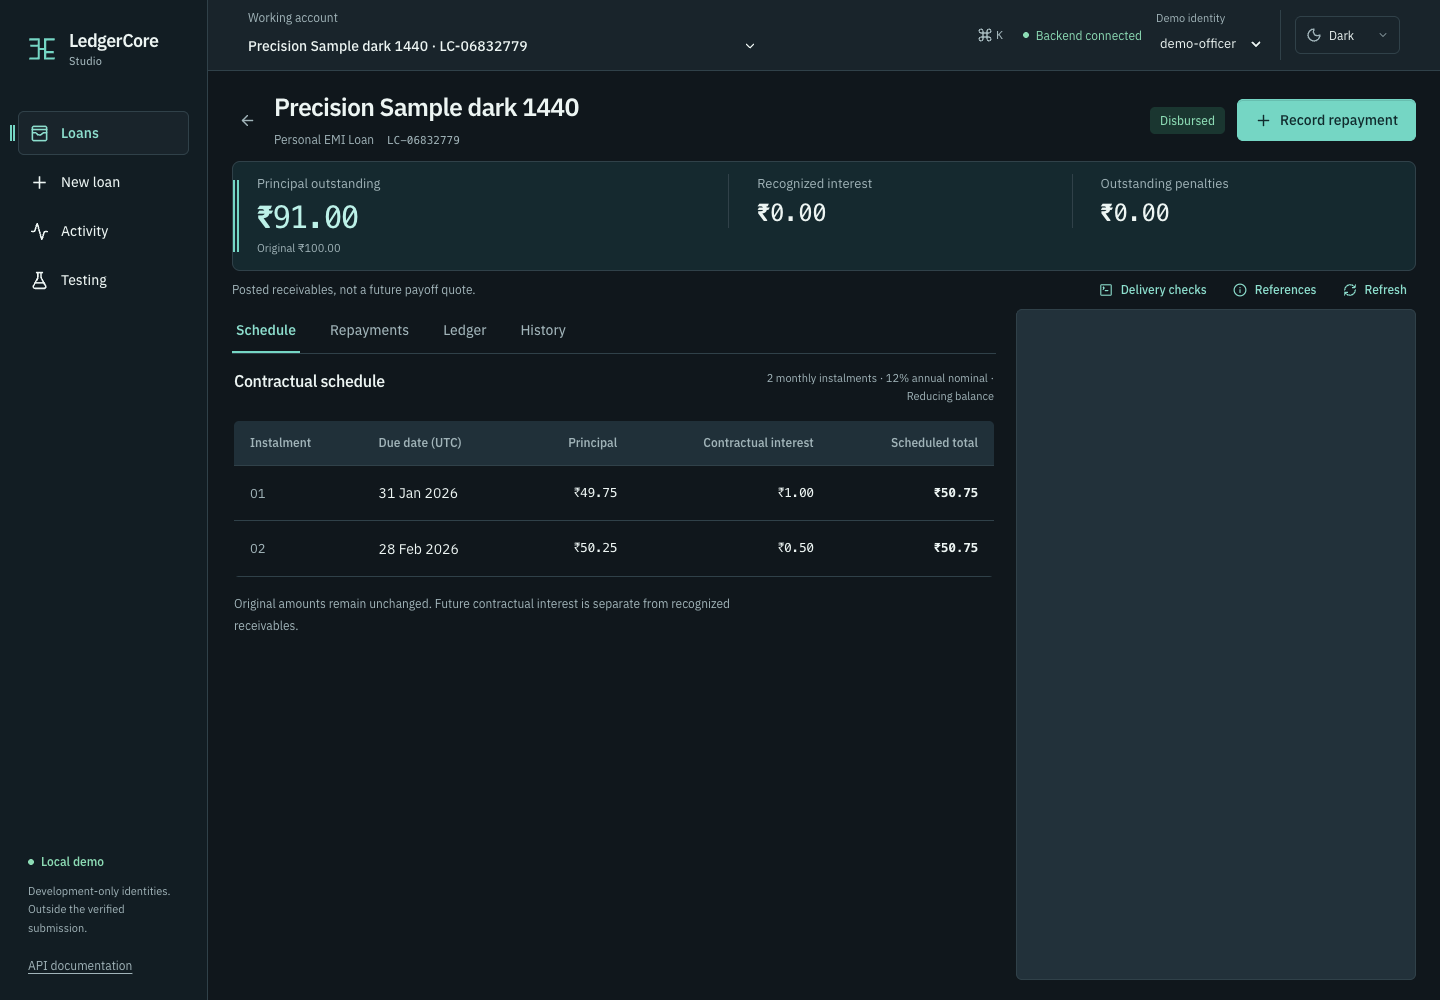 LedgerCore
Studio
Loans
New loan
Activity
Testing
Local demo
Development-only identities.
Outside the verified
submission.
API documentation
Working account
Precision Sample dark 1440 · LC-06832779
⌘ K
Backend connected
Demo identity
demo-officer
Dark
Precision Sample dark 1440
Personal EMI Loan LC-06832779
Disbursed
Record repayment
Principal outstanding
₹91.00
Original ₹100.00
Recognized interest
₹0.00
Outstanding penalties
₹0.00
Posted receivables, not a future payoff quote.
Delivery checks
References
Refresh
Schedule Repayments Ledger History
Contractual schedule
2 monthly instalments · 12% annual nominal ·
Reducing balance
Instalment Due date (UTC) Principal Contractual interest Scheduled total
01 31 Jan 2026 ₹49.75 ₹1.00 ₹50.75
02 28 Feb 2026 ₹50.25 ₹0.50 ₹50.75
Original amounts remain unchanged. Future contractual interest is separate from recognized
receivables.